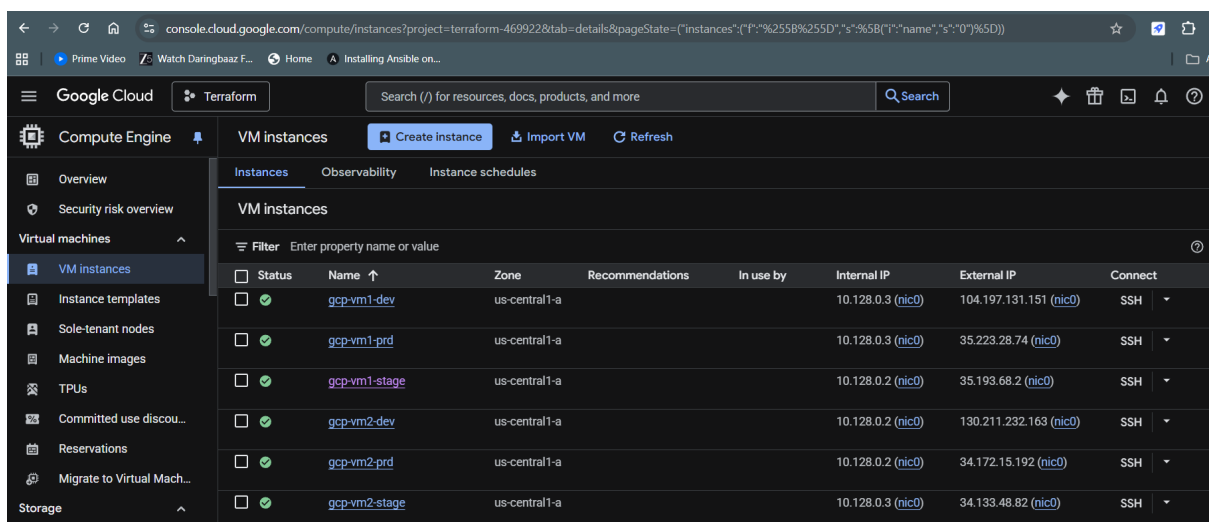 console.cloud.google.com/compute/instances?project=terraform-469922&tab=details&pageState=("instances":("f":"%255B%255D","s":%5B("i":"name","s":"0")%5D))
Prime Video Watch Daringbaaz F... Home Installing Ansible on...
Google Cloud Terraform Search (/) for resources, docs, products, and more Search
Compute Engine VM instances Create instance Import VM Refresh
Overview Instances Observability Instance schedules
Security risk overview VM instances
Virtual machines Filter Enter property name or value
VM instances Status Name Zone Recommendations In use by Internal IP External IP Connect
Instance templates gcp-vm1-dev us-central1-a 10.128.0.3 (nic0) 104.197.131.151 (nic0) SSH
Sole-tenant nodes
Machine images gcp-vm1-prd us-central1-a 10.128.0.3 (nic0) 35.223.28.74 (nic0) SSH
TPUs gcp-vm1-stage us-central1-a 10.128.0.2 (nic0) 35.193.68.2 (nic0) SSH
Committed use discou... gcp-vm2-dev us-central1-a 10.128.0.2 (nic0) 130.211.232.163 (nic0) SSH
Reservations
Migrate to Virtual Mach... gcp-vm2-prd us-central1-a 10.128.0.2 (nic0) 34.172.15.192 (nic0) SSH
Storage gcp-vm2-stage us-central1-a 10.128.0.3 (nic0) 34.133.48.82 (nic0) SSH